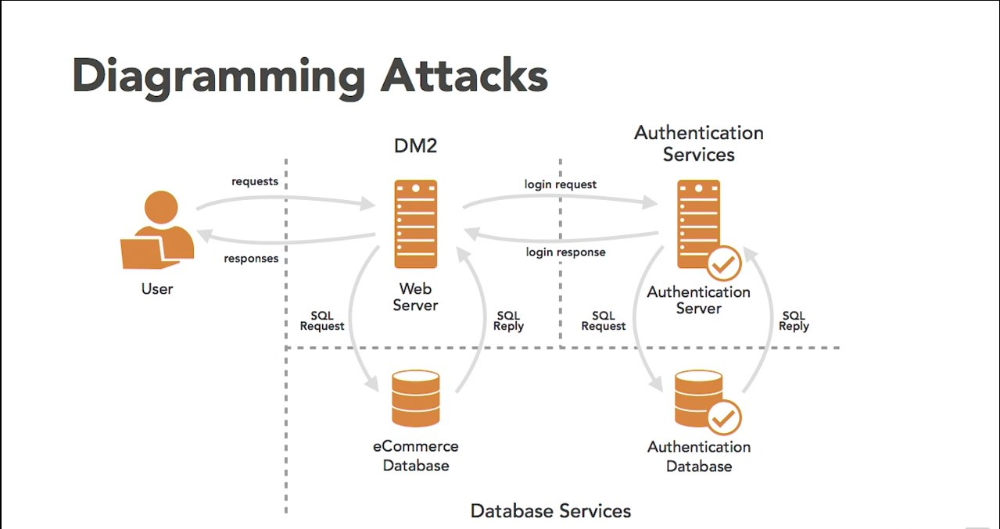 Diagramming Attacks
DM2
Authentication
Services
requests
login request
responses
login response
User
Web
Server
Authentication
Server
SQL
Request
SQL
Reply
SQL
Request
SQL
Reply
eCommerce
Database
Authentication
Database
Database Services